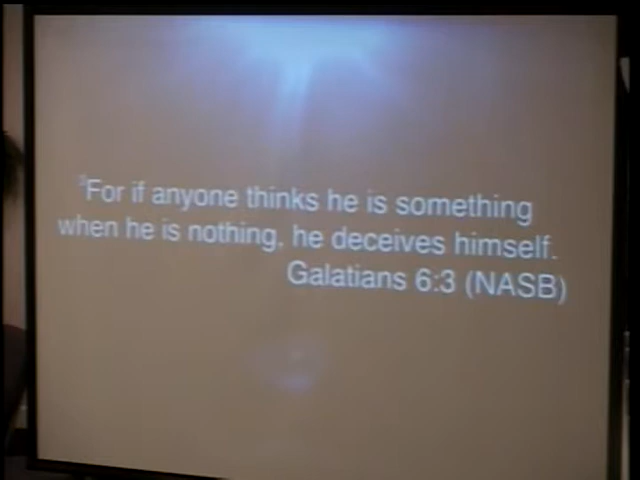 ³For if anyone thinks he is something
when he is nothing, he deceives himself.
Galatians 6:3 (NASB)